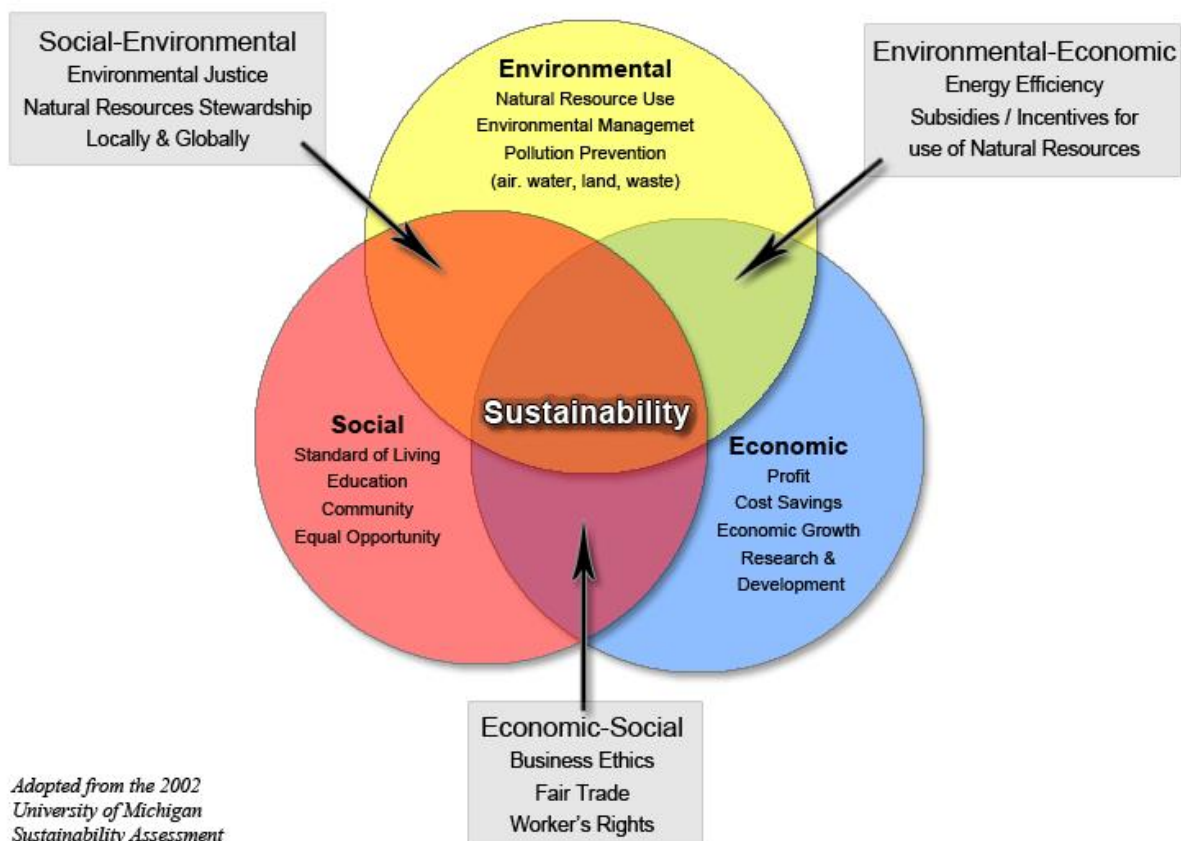 Social-Environmental
Environmental Justice
Natural Resources Stewardship
Locally & Globally
Environmental
Natural Resource Use
Environmental Managemet
Pollution Prevention
(air. water, land, waste)
Environmental-Economic
Energy Efficiency
Subsidies / Incentives for
use of Natural Resources
Sustainability
Social
Standard of Living
Education
Community
Equal Opportunity
Economic
Profit
Cost Savings
Economic Growth
Research &
Development
Economic-Social
Business Ethics
Fair Trade
Worker's Rights
Adopted from the 2002
University of Michigan
Sustainability Assessment